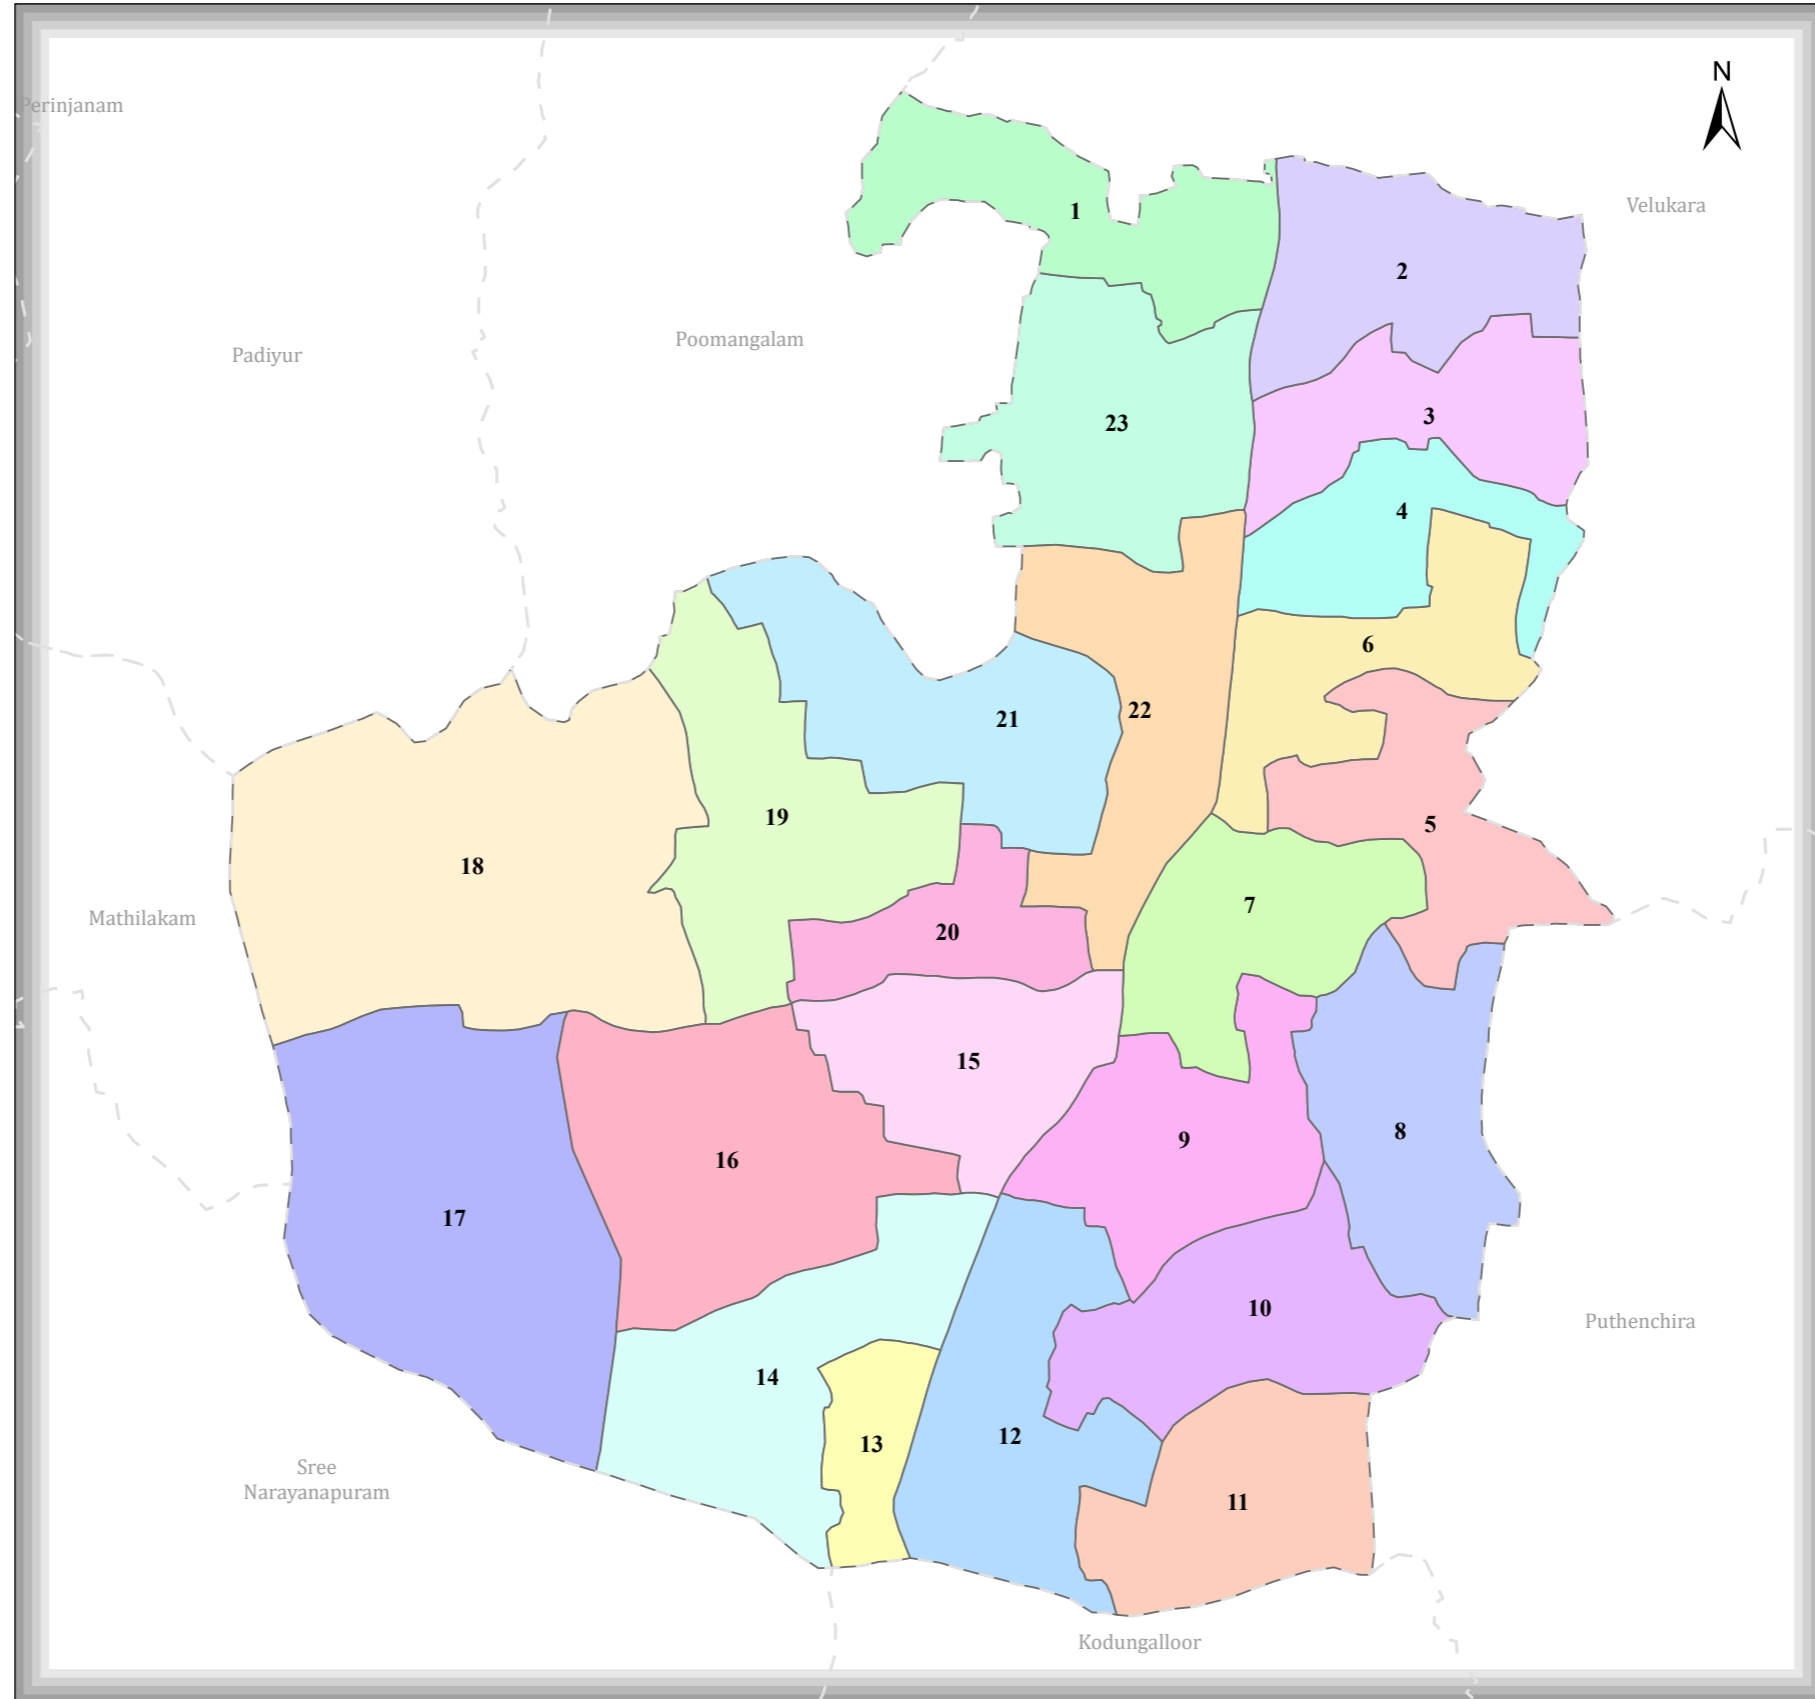 N
Perinjanam
Velukara
1
2
Poomangalam
Padiyur
3
23
4
6
22
21
19
5
18
7
Mathilakam
20
15
8
9
16
17
10
Puthenchira
14
12
13
Sree
Narayanapuram
11
Kodungalloor